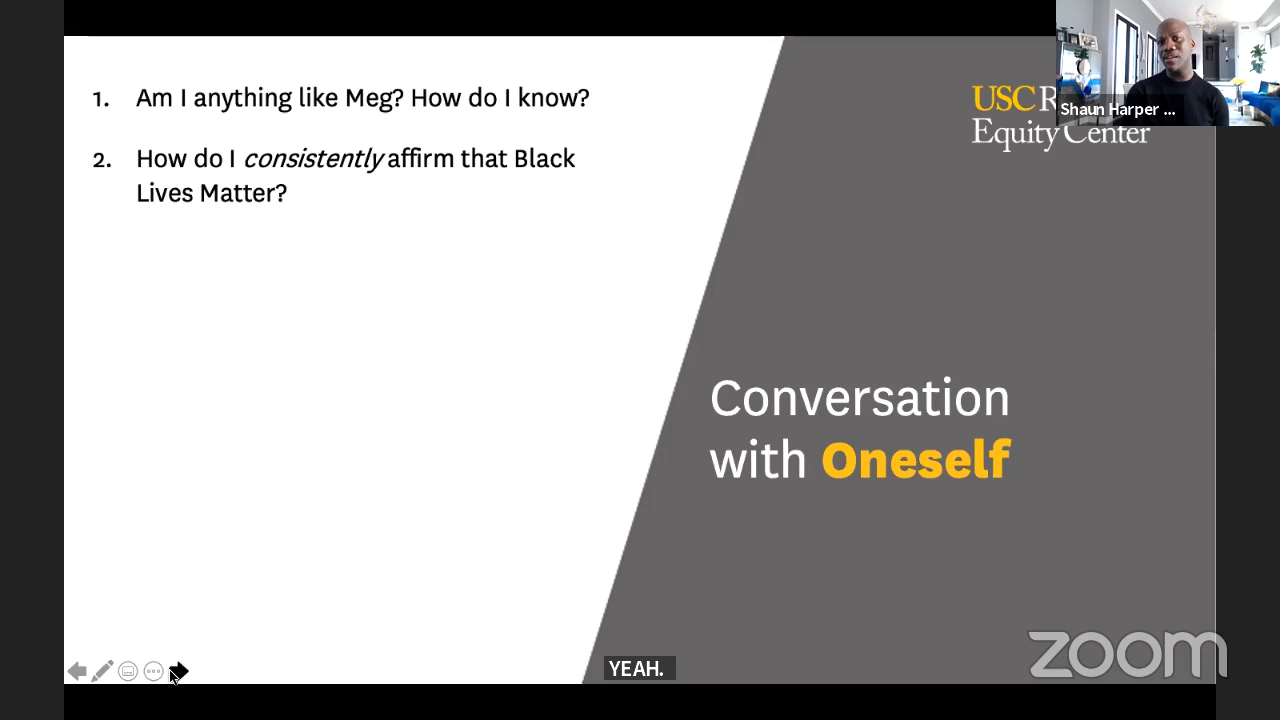 1. Am I anything like Meg? How do I know?
2. How do I consistently affirm that Black
Lives Matter?
USC R
Equity Center
Shaun Harper ...
Conversation
with Oneself
YEAH.
zoom